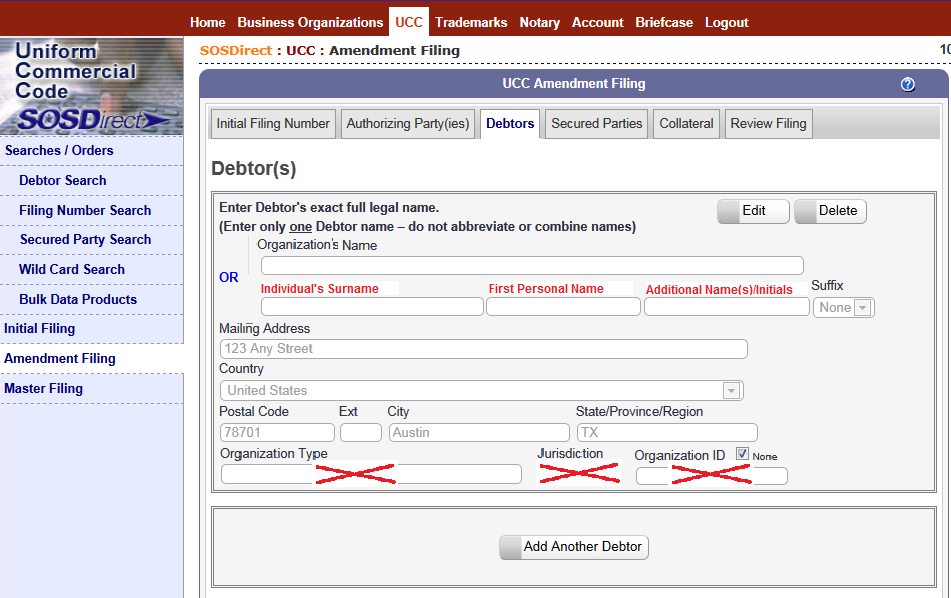 Home Business Organizations UCC Trademarks Notary Account Briefcase Logout
Uniform
Commercial
Code
SOSDirect
SOSDirect : UCC : Amendment Filing
10
UCC Amendment Filing
?
Searches / Orders
Debtor Search
Filing Number Search
Secured Party Search
Wild Card Search
Bulk Data Products
Initial Filing
Amendment Filing
Master Filing
Initial Filing Number Authorizing Party(ies) Debtors Secured Parties Collateral Review Filing
Debtor(s)
Enter Debtor's exact full legal name.
Edit Delete
(Enter only one Debtor name – do not abbreviate or combine names)
Organization's Name
OR
Individual's Surname First Personal Name Additional Name(s)/Initials Suffix
None
Mailing Address
123 Any Street
Country
United States
Postal Code Ext City State/Province/Region
78701 Austin TX
Organization Type Jurisdiction Organization ID None
Add Another Debtor